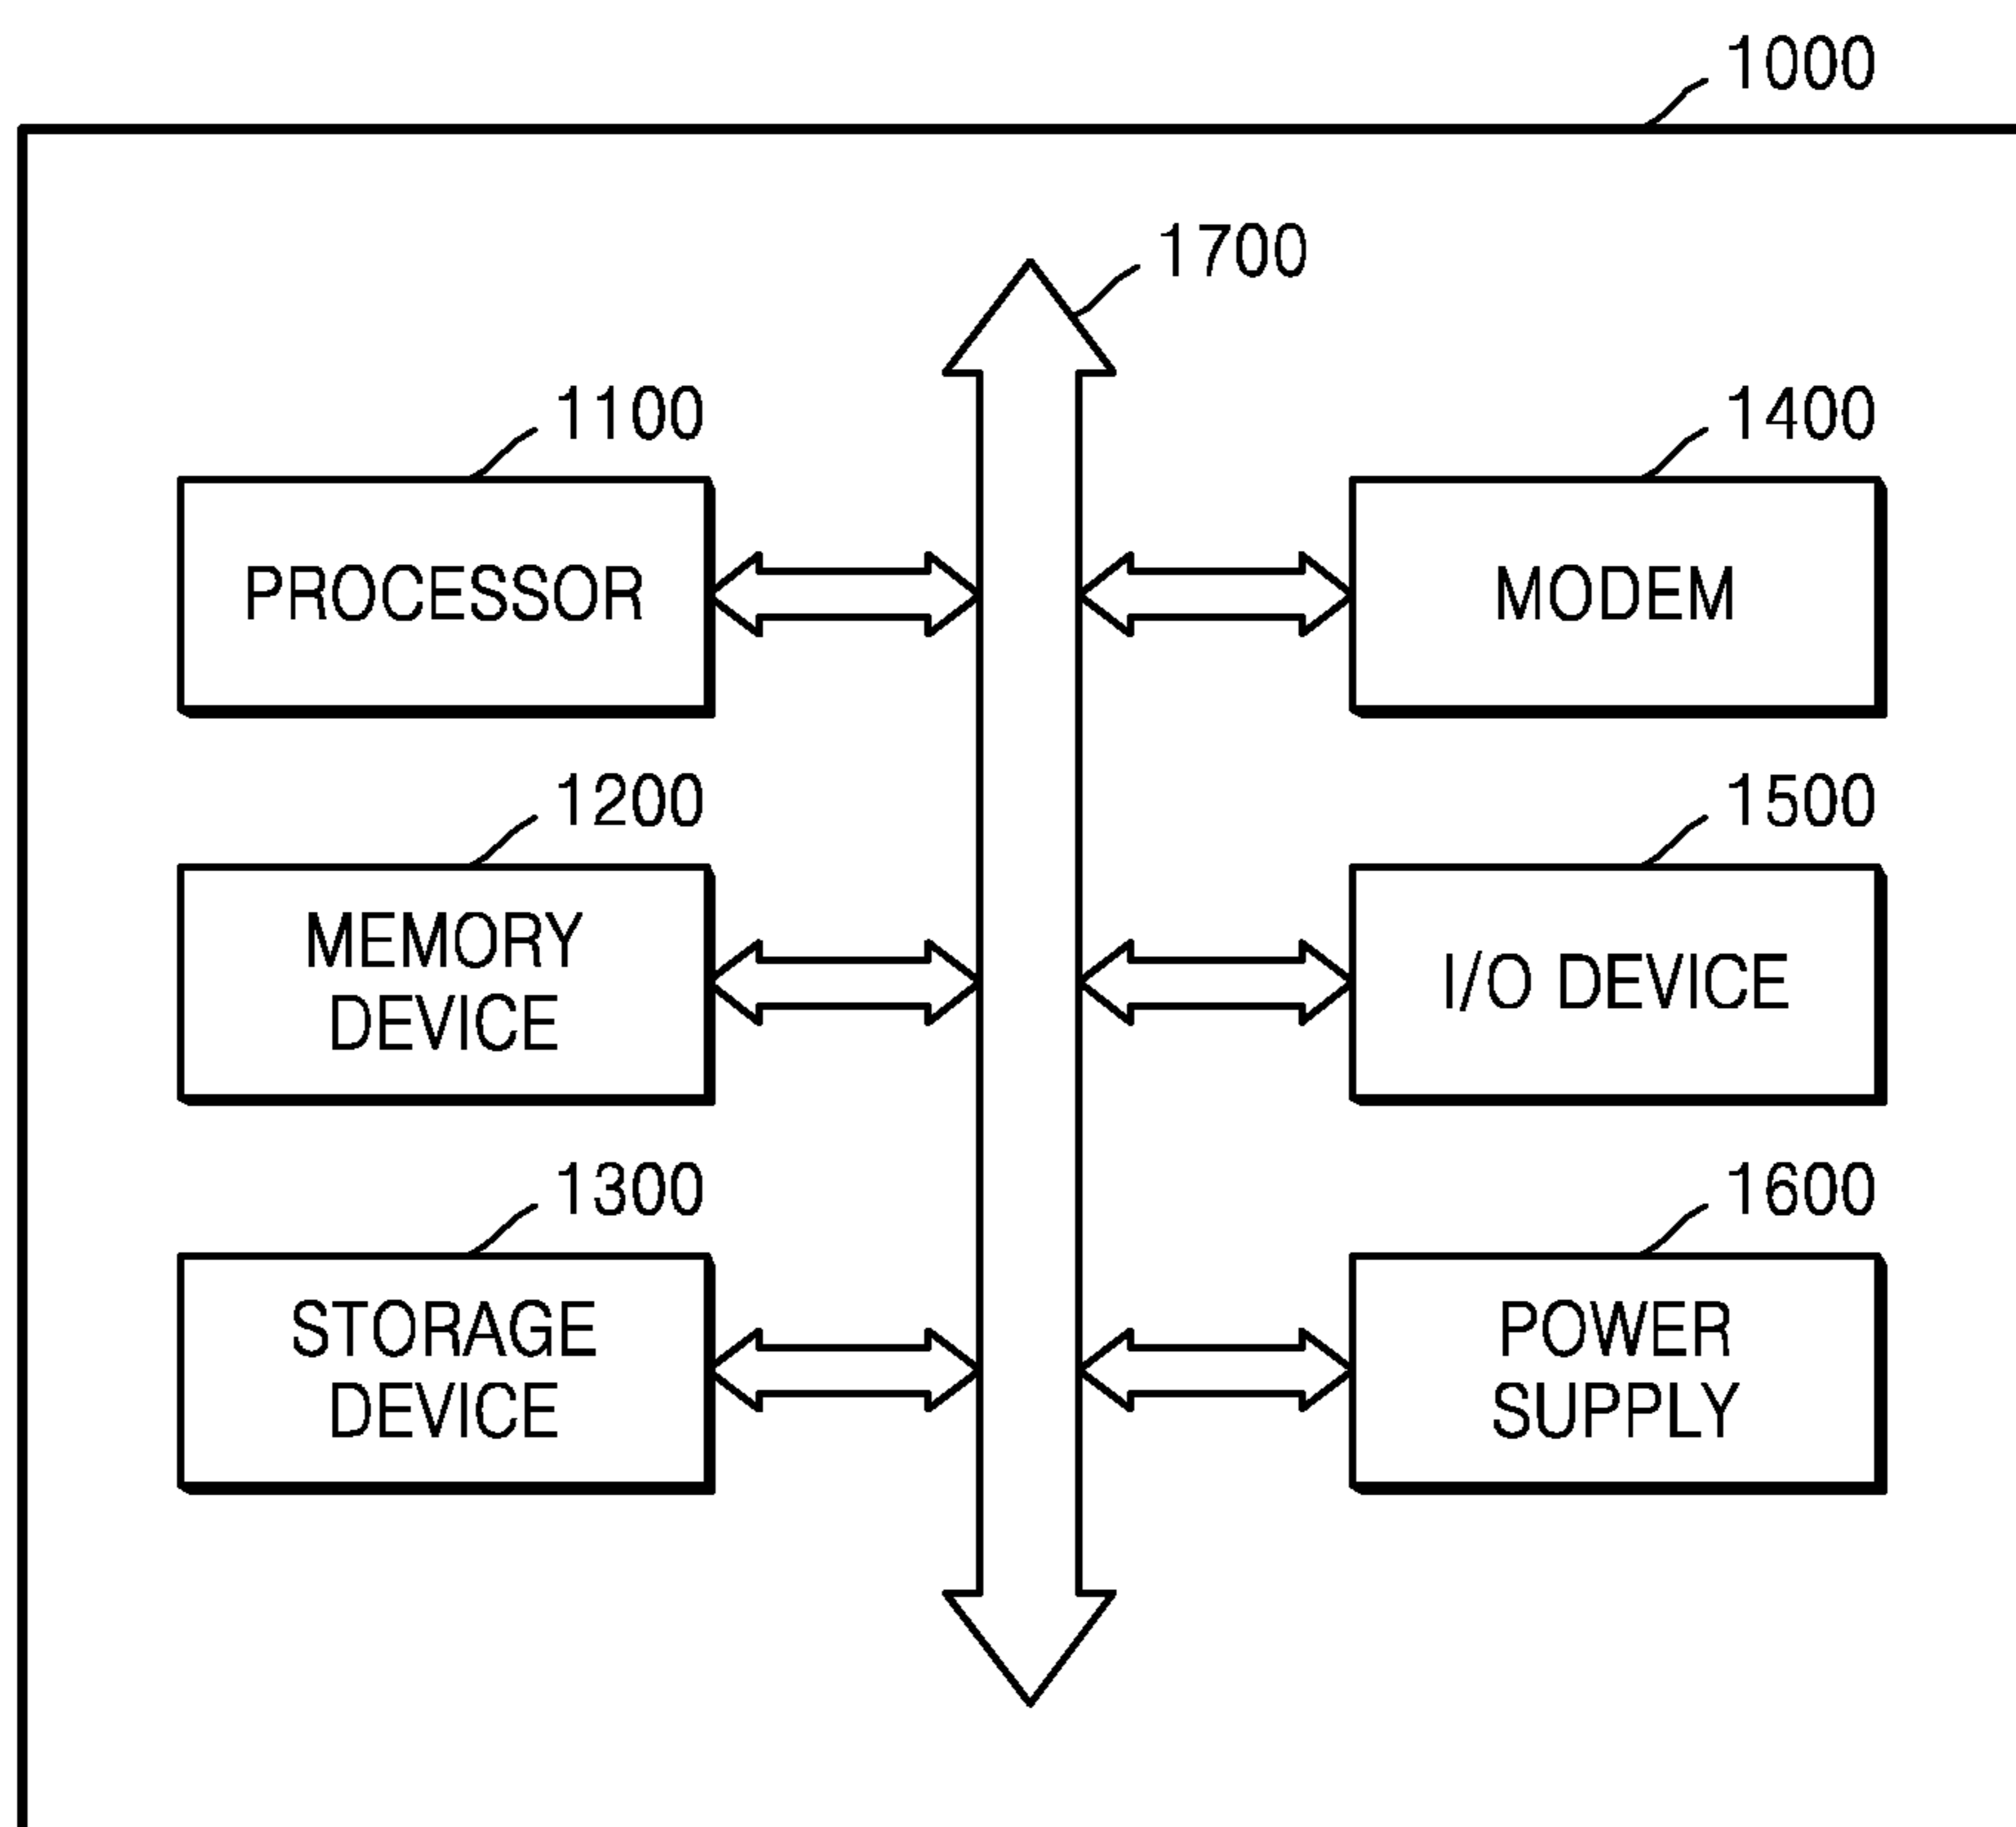 1000
1700
1100
1400
PROCESSOR
MODEM
1200
1500
MEMORY
DEVICE
I/O DEVICE
1300
1600
STORAGE
DEVICE
POWER
SUPPLY